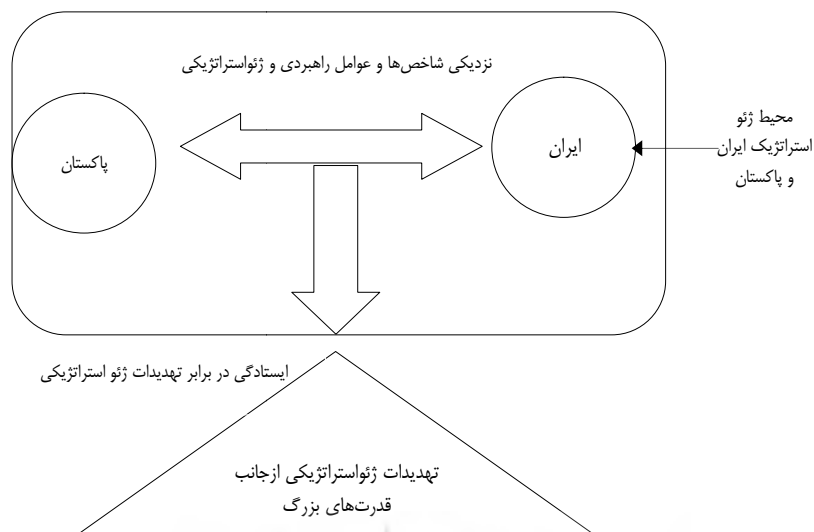 نزدیکی شاخص‌ها و عوامل راهبردی و ژئواستراتژیکی
محیط ژئو
استراتژیک ایران
و پاکستان
ایران
پاکستان
ایستادگی در برابر تهدیدات ژئو استراتژیکی
تهدیدات ژئواستراتژیکی ازجانب
قدرت‌های بزرگ